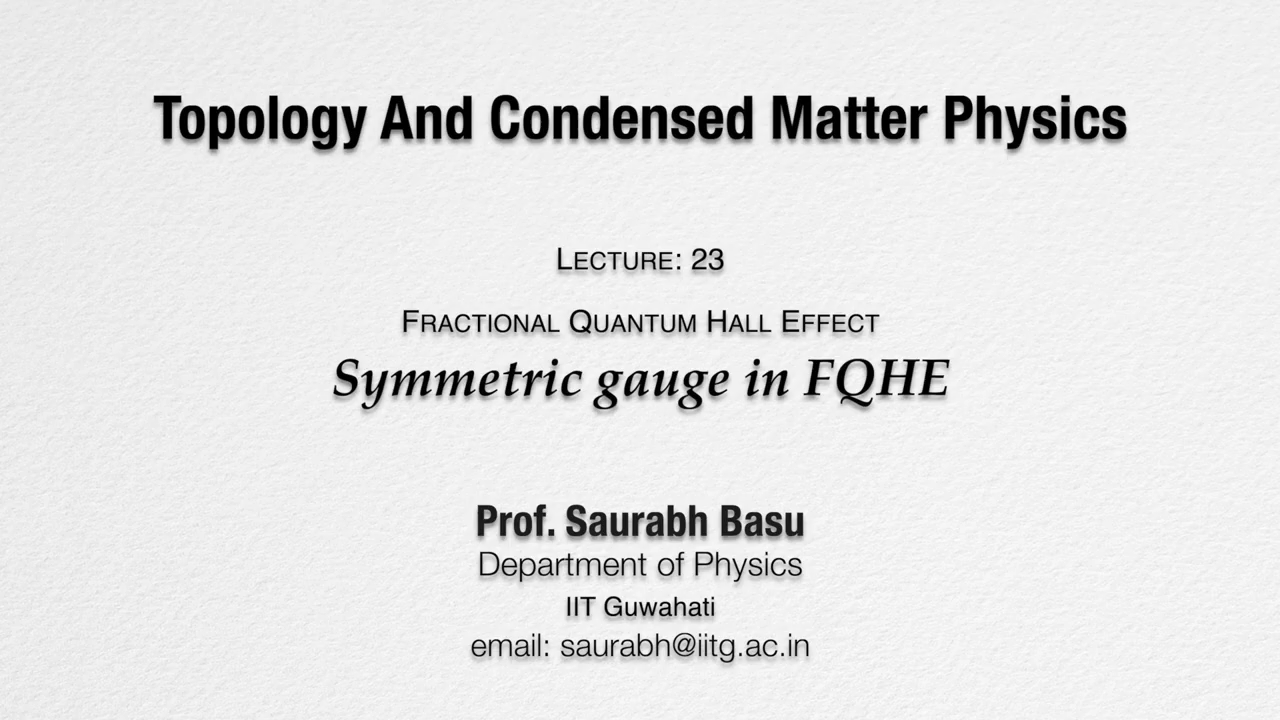 Topology And Condensed Matter Physics
LECTURE: 23
FRACTIONAL QUANTUM HALL EFFECT
Symmetric gauge in FQHE
Prof. Saurabh Basu
Department of Physics
IIT Guwahati
email: saurabh@iitg.ac.in